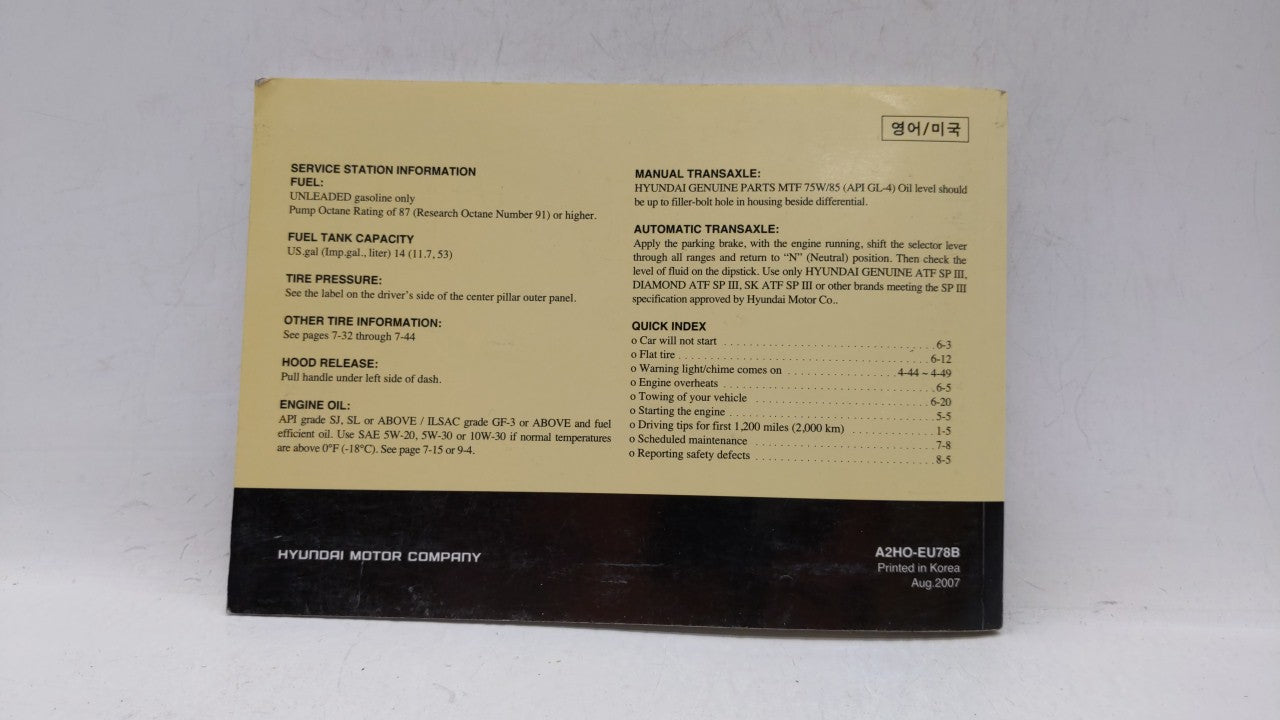 영어/미국
SERVICE STATION INFORMATION
FUEL:
UNLEADED gasoline only
Pump Octane Rating of 87 (Research Octane Number 91) or higher.
FUEL TANK CAPACITY
US.gal (Imp.gal., liter) 14 (11.7, 53)
TIRE PRESSURE:
See the label on the driver's side of the center pillar outer panel.
OTHER TIRE INFORMATION:
See pages 7-32 through 7-44
HOOD RELEASE:
Pull handle under left side of dash.
ENGINE OIL:
API grade SJ, SL or ABOVE / ILSAC grade GF-3 or ABOVE and fuel
efficient oil. Use SAE 5W-20, 5W-30 or 10W-30 if normal temperatures
are above 0°F (-18°C). See page 7-15 or 9-4.
MANUAL TRANSAXLE:
HYUNDAI GENUINE PARTS MTF 75W/85 (API GL-4) Oil level should
be up to filler-bolt hole in housing beside differential.
AUTOMATIC TRANSAXLE:
Apply the parking brake, with the engine running, shift the selector lever
through all ranges and return to "N" (Neutral) position. Then check the
level of fluid on the dipstick. Use only HYUNDAI GENUINE ATF SP III,
DIAMOND ATF SP III, SK ATF SP III or other brands meeting the SP III
specification approved by Hyundai Motor Co..
QUICK INDEX
o Car will not start ........................................ 6-3
o Flat tire ........................................ 6-12
o Warning light/chime comes on ........................ 4-44 ~ 4-49
o Engine overheats ........................................ 6-5
o Towing of your vehicle ........................................ 6-20
o Starting the engine ........................................ 5-5
o Driving tips for first 1,200 miles (2,000 km) .................... 1-5
o Scheduled maintenance ........................................ 7-8
o Reporting safety defects ........................................ 8-5
HYUNDAI MOTOR COMPANY
A2HO-EU78B
Printed in Korea
Aug.2007